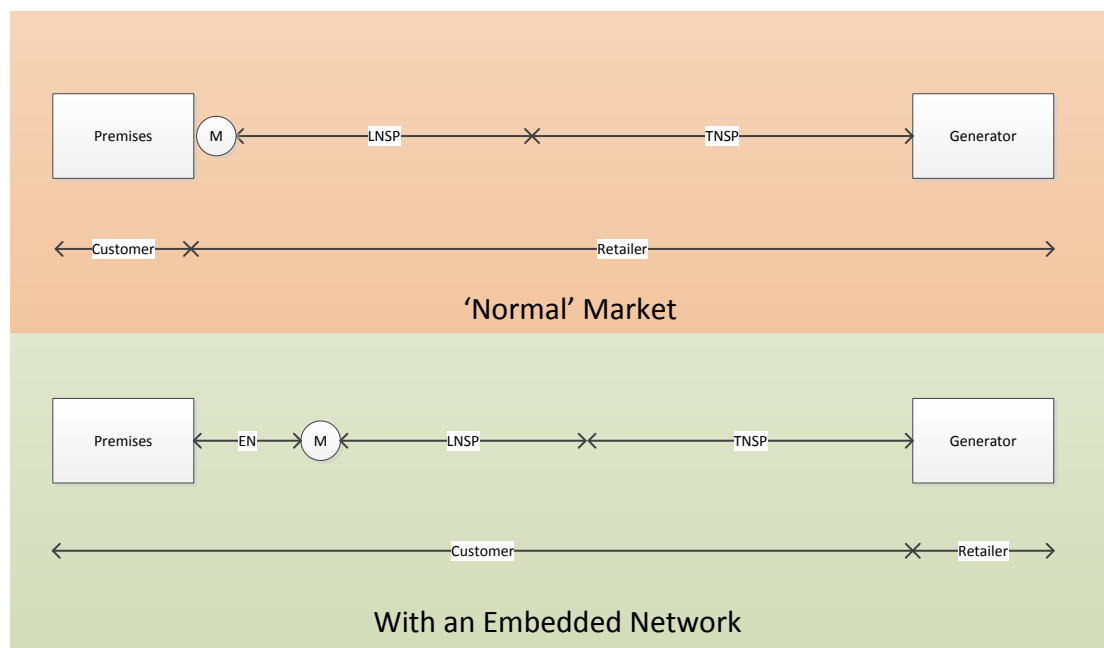 Premises
M
LNSP
TNSP
Generator
Customer
Retailer
‘Normal’ Market
Premises
EN
M
LNSP
TNSP
Generator
Customer
Retailer
With an Embedded Network